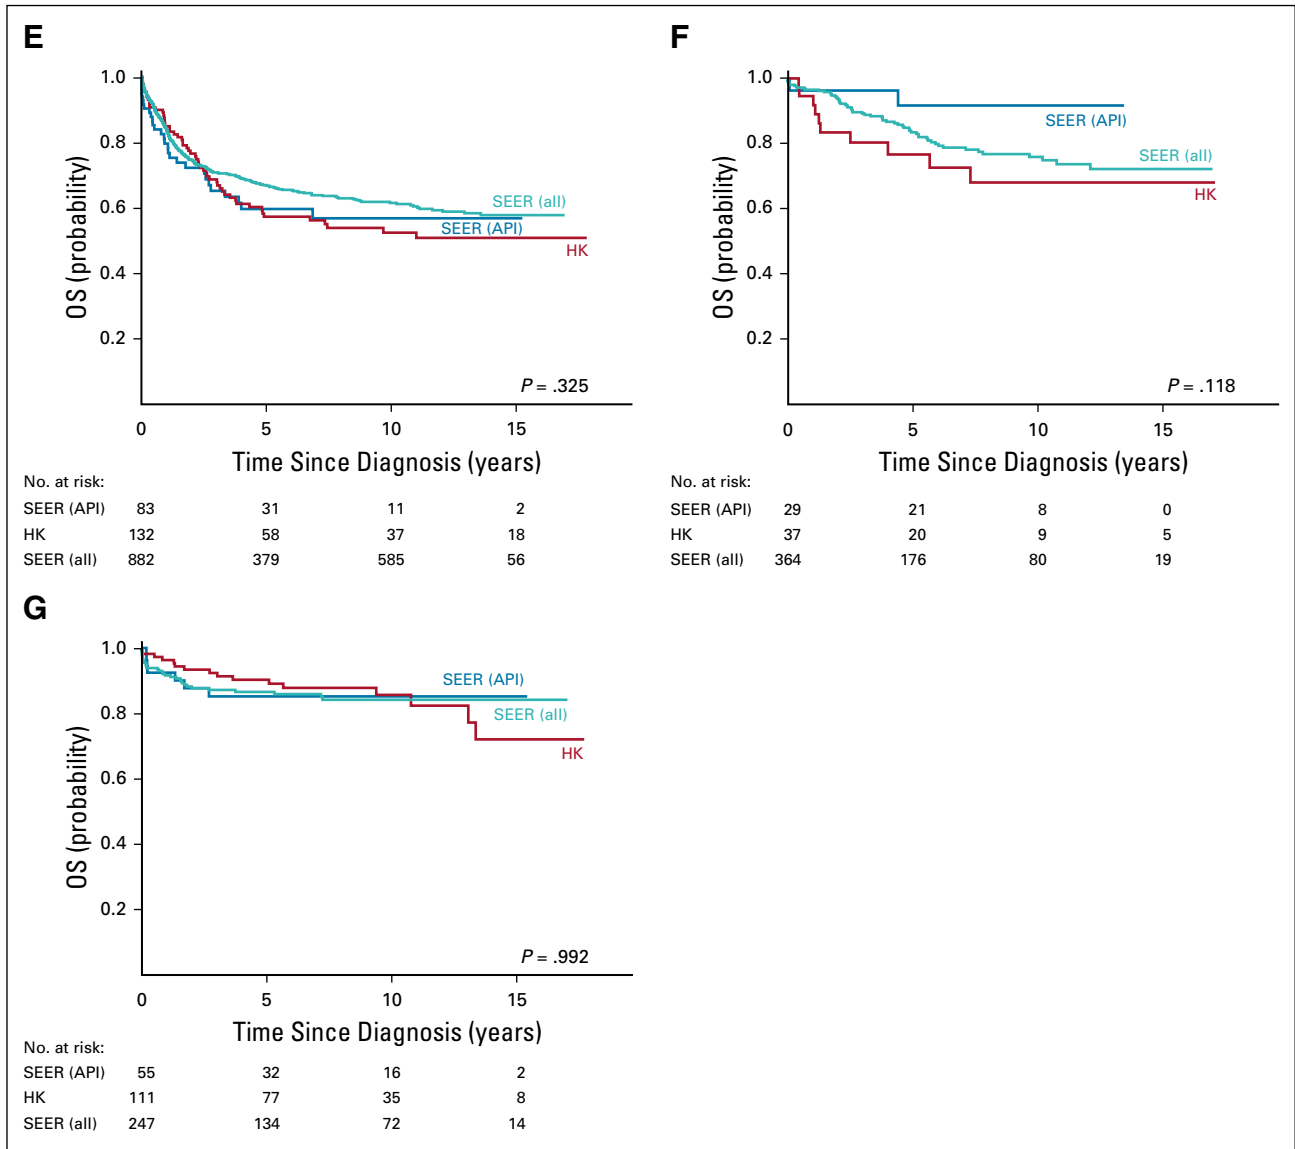 E
1.0
0.8
0.6
0.4
0.2
OS (probability)
SEER (all)
SEER (API)
HK
P = .325
0 5 10 15
Time Since Diagnosis (years)
No. at risk:
SEER (API) 83 31 11 2
HK 132 58 37 18
SEER (all) 882 379 585 56
F
1.0
0.8
0.6
0.4
0.2
OS (probability)
SEER (API)
SEER (all)
HK
P = .118
0 5 10 15
Time Since Diagnosis (years)
No. at risk:
SEER (API) 29 21 8 0
HK 37 20 9 5
SEER (all) 364 176 80 19
G
1.0
0.8
0.6
0.4
0.2
OS (probability)
SEER (API)
SEER (all)
HK
P = .992
0 5 10 15
Time Since Diagnosis (years)
No. at risk:
SEER (API) 55 32 16 2
HK 111 77 35 8
SEER (all) 247 134 72 14